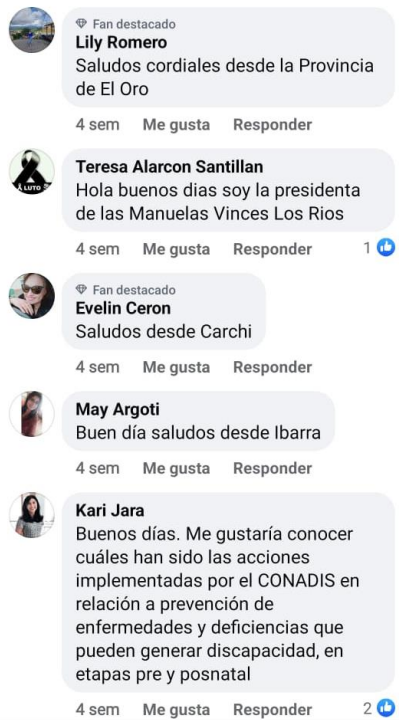 Fan destacado
Lily Romero
Saludos cordiales desde la Provincia
de El Oro
4 sem Me gusta Responder
Teresa Alarcon Santillan
Hola buenos dias soy la presidenta
de las Manuelas Vinces Los Rios
LUTO
4 sem Me gusta Responder 1
Fan destacado
Evelin Ceron
Saludos desde Carchi
4 sem Me gusta Responder
May Argoti
Buen día saludos desde Ibarra
4 sem Me gusta Responder
Kari Jara
Buenos días. Me gustaría conocer
cuáles han sido las acciones
implementadas por el CONADIS en
relación a prevención de
enfermedades y deficiencias que
pueden generar discapacidad, en
etapas pre y posnatal
4 sem Me gusta Responder 2